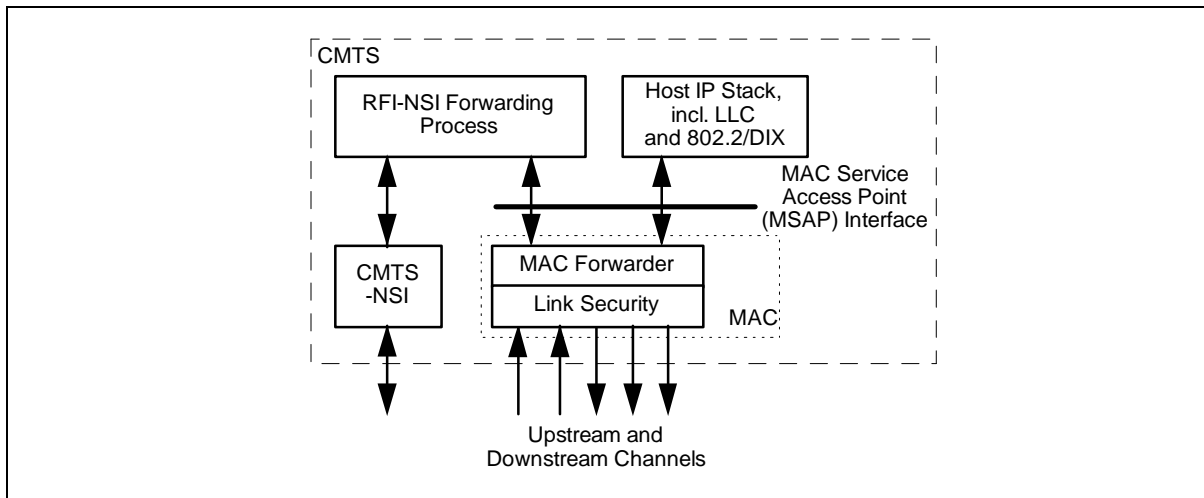 CMTS
RFI-NSI Forwarding
Process
Host IP Stack,
incl. LLC
and 802.2/DIX
MAC Service
Access Point
(MSAP) Interface
CMTS
-NSI
MAC Forwarder
Link Security
MAC
Upstream and
Downstream Channels